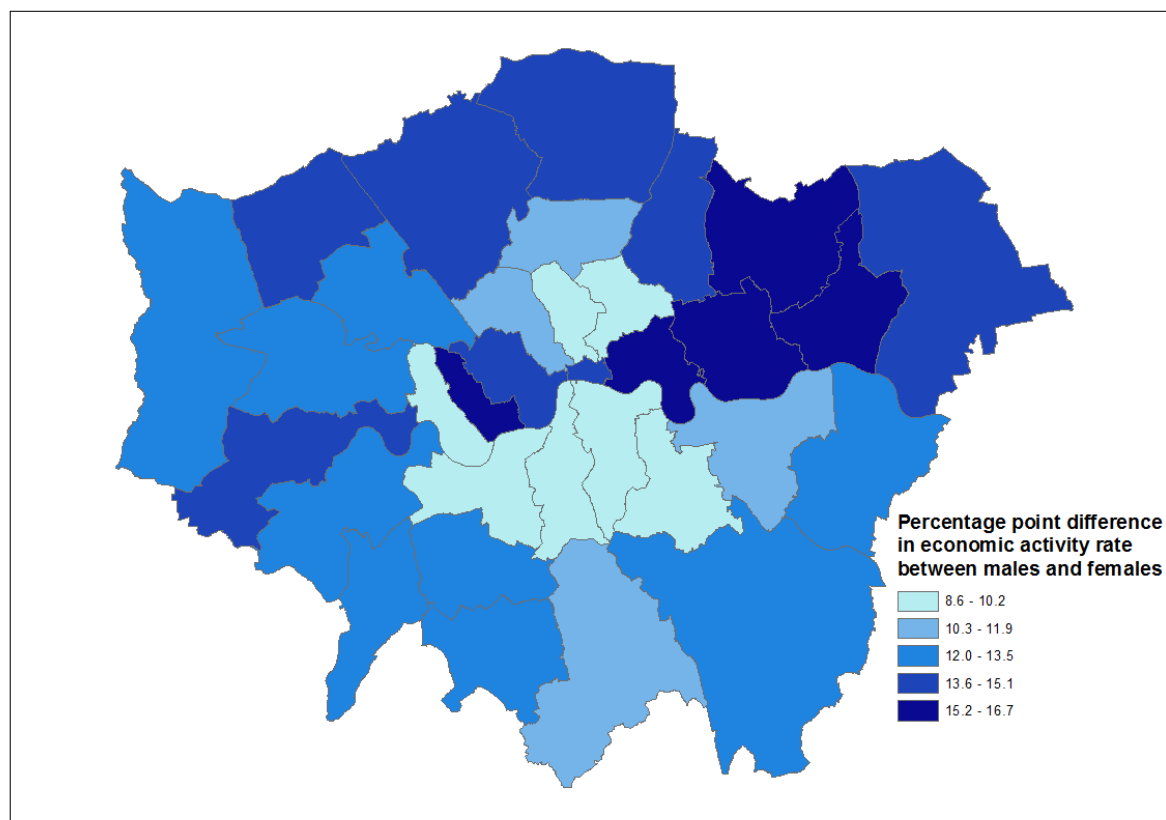 Percentage point difference
in economic activity rate
between males and females
8.6 - 10.2
10.3 - 11.9
12.0 - 13.5
13.6 - 15.1
15.2 - 16.7